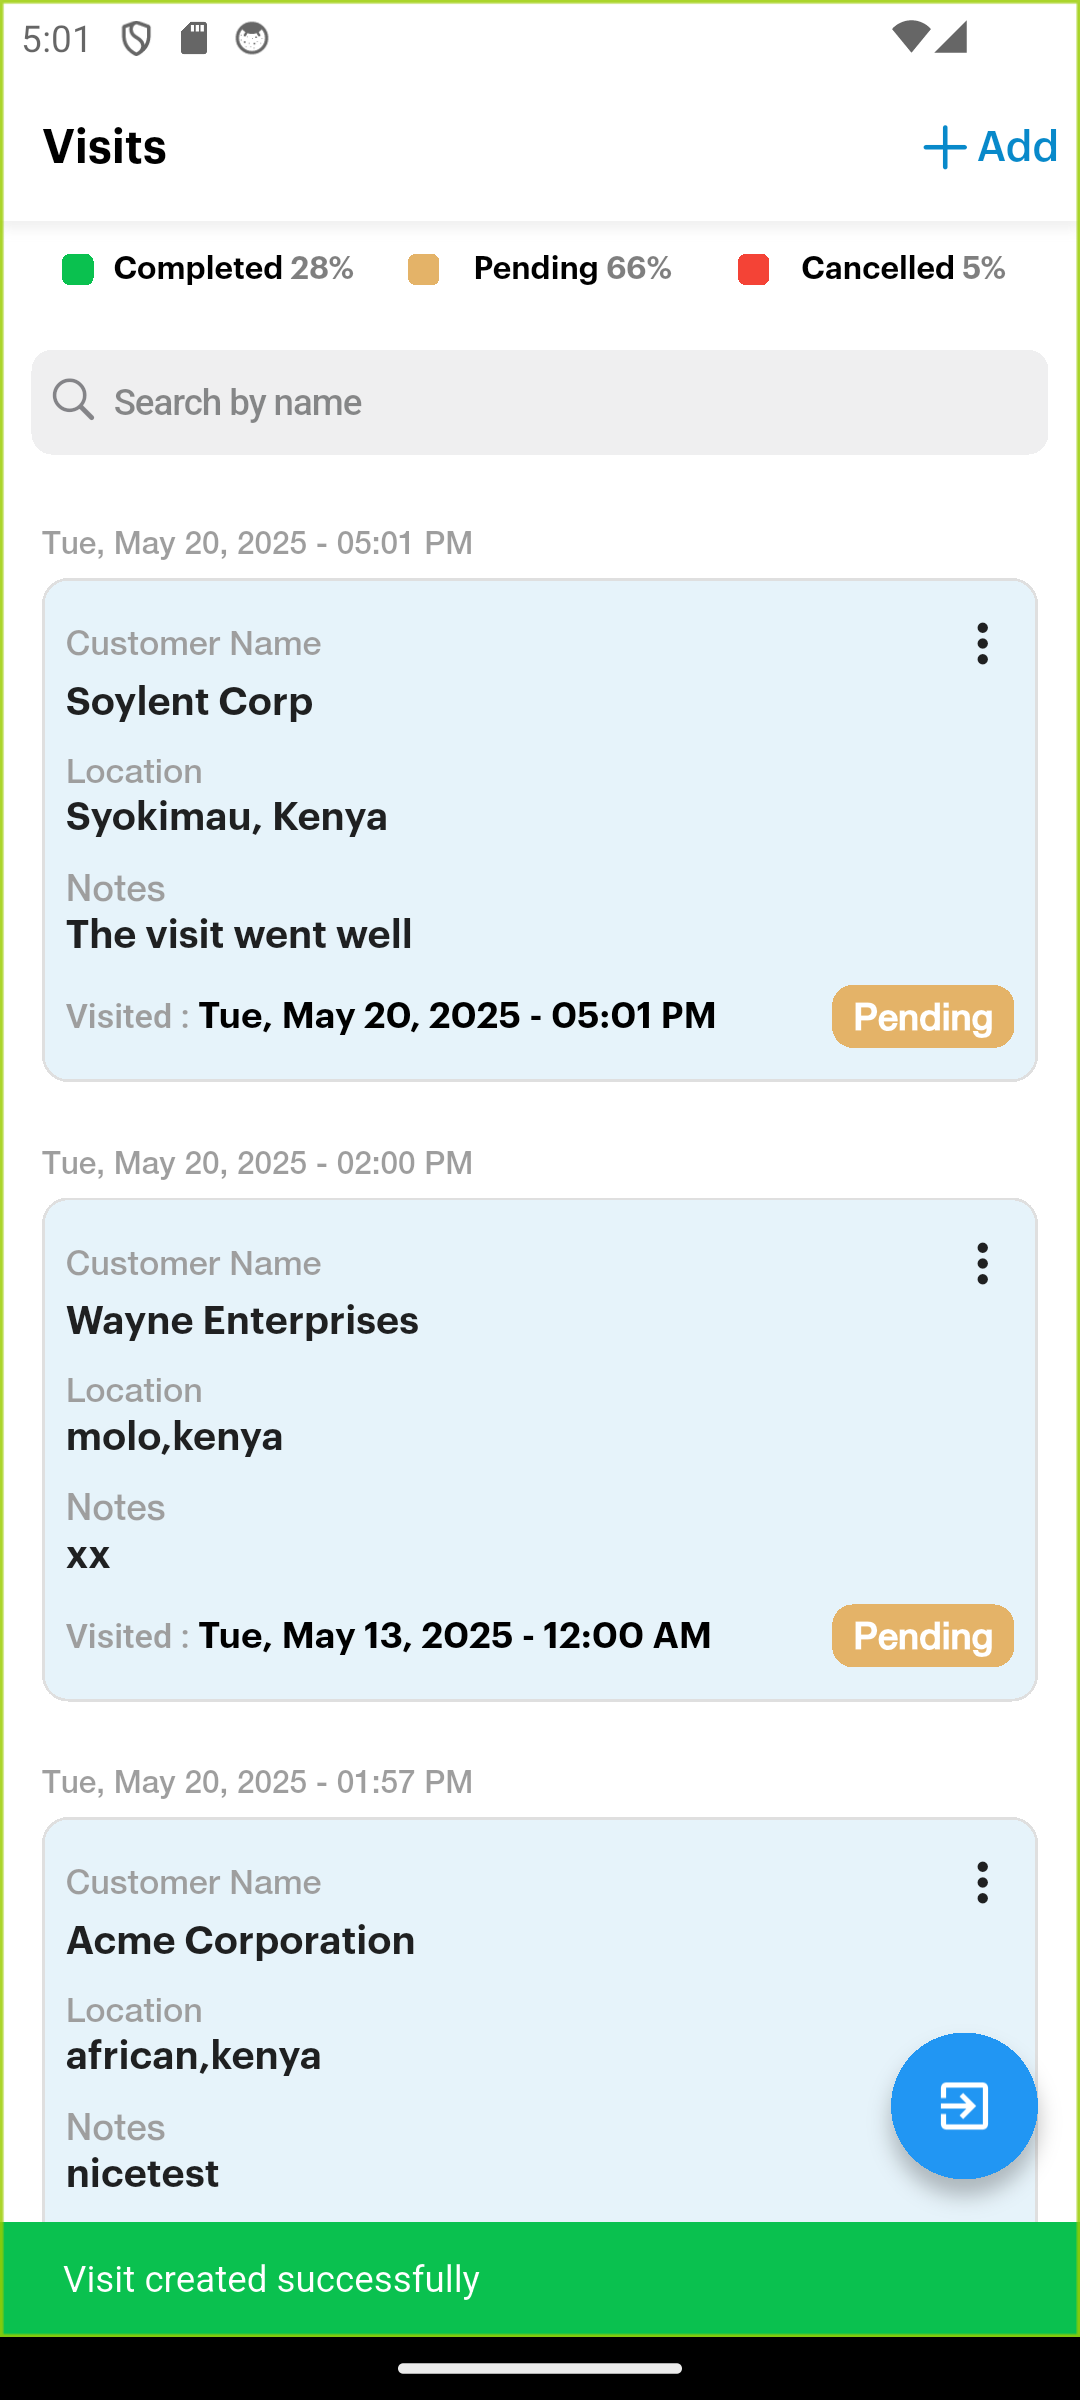 5:01
Visits
Add
Completed 28% Pending 66% Cancelled 5%
Search by name
Tue, May 20, 2025 - 05:01 PM
Customer Name
Soylent Corp
Location
Syokimau, Kenya
Notes
The visit went well
Visited : Tue, May 20, 2025 - 05:01 PM Pending
Tue, May 20, 2025 - 02:00 PM
Customer Name
Wayne Enterprises
Location
molo,kenya
Notes
xx
Visited : Tue, May 13, 2025 - 12:00 AM Pending
Tue, May 20, 2025 - 01:57 PM
Customer Name
Acme Corporation
Location
african,kenya
Notes
nicetest
Visit created successfully